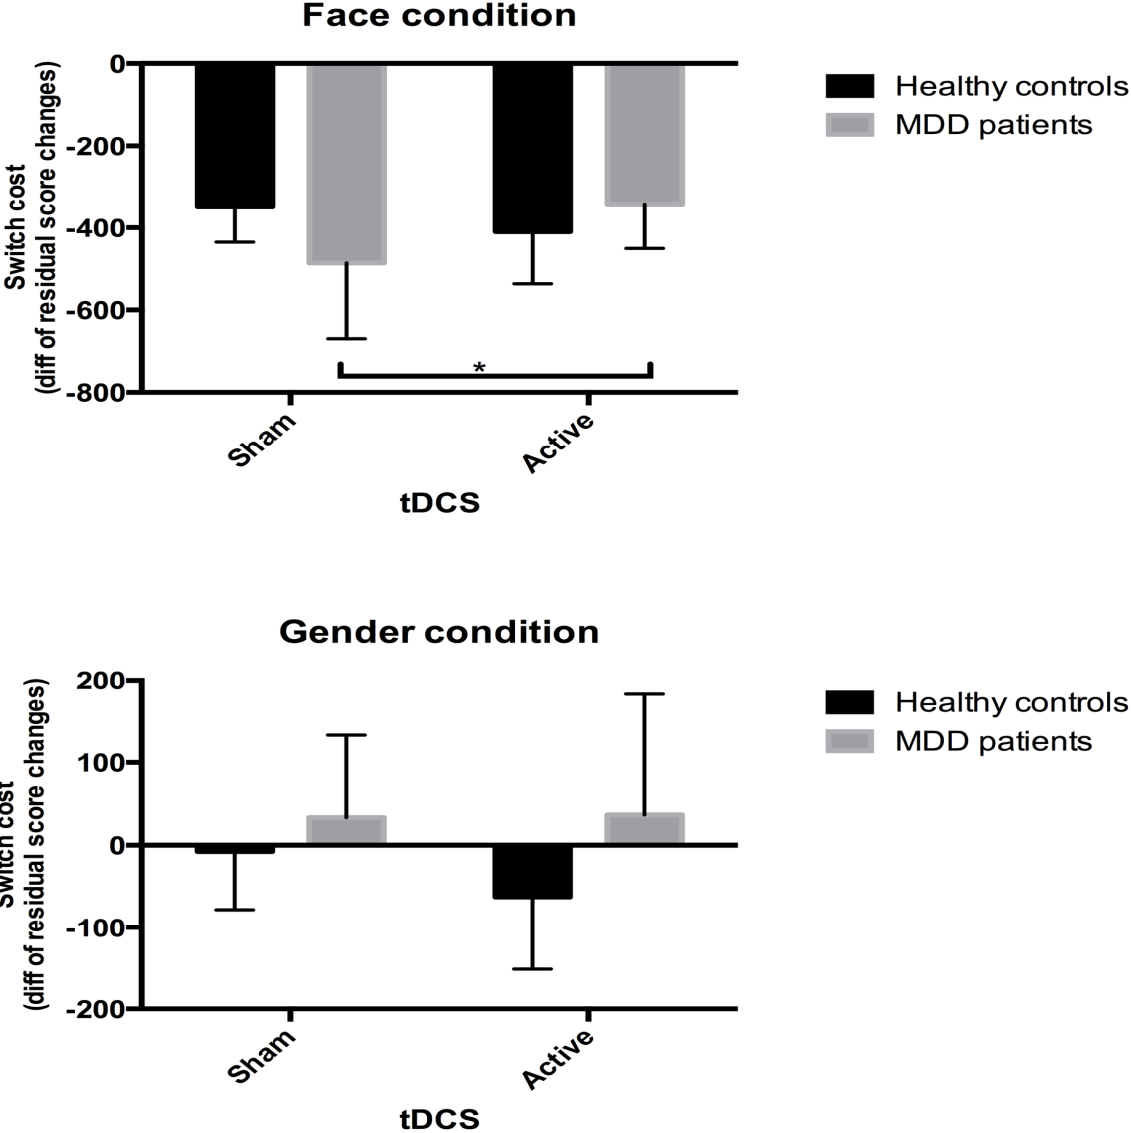 Face condition
Switch cost
(diff of residual score changes)
0
-200
-400
-600
-800
*
Sham
Active
tDCS
Healthy controls
MDD patients
Gender condition
Switch cost
(diff of residual score changes)
200
100
0
-100
-200
Sham
Active
tDCS
Healthy controls
MDD patients